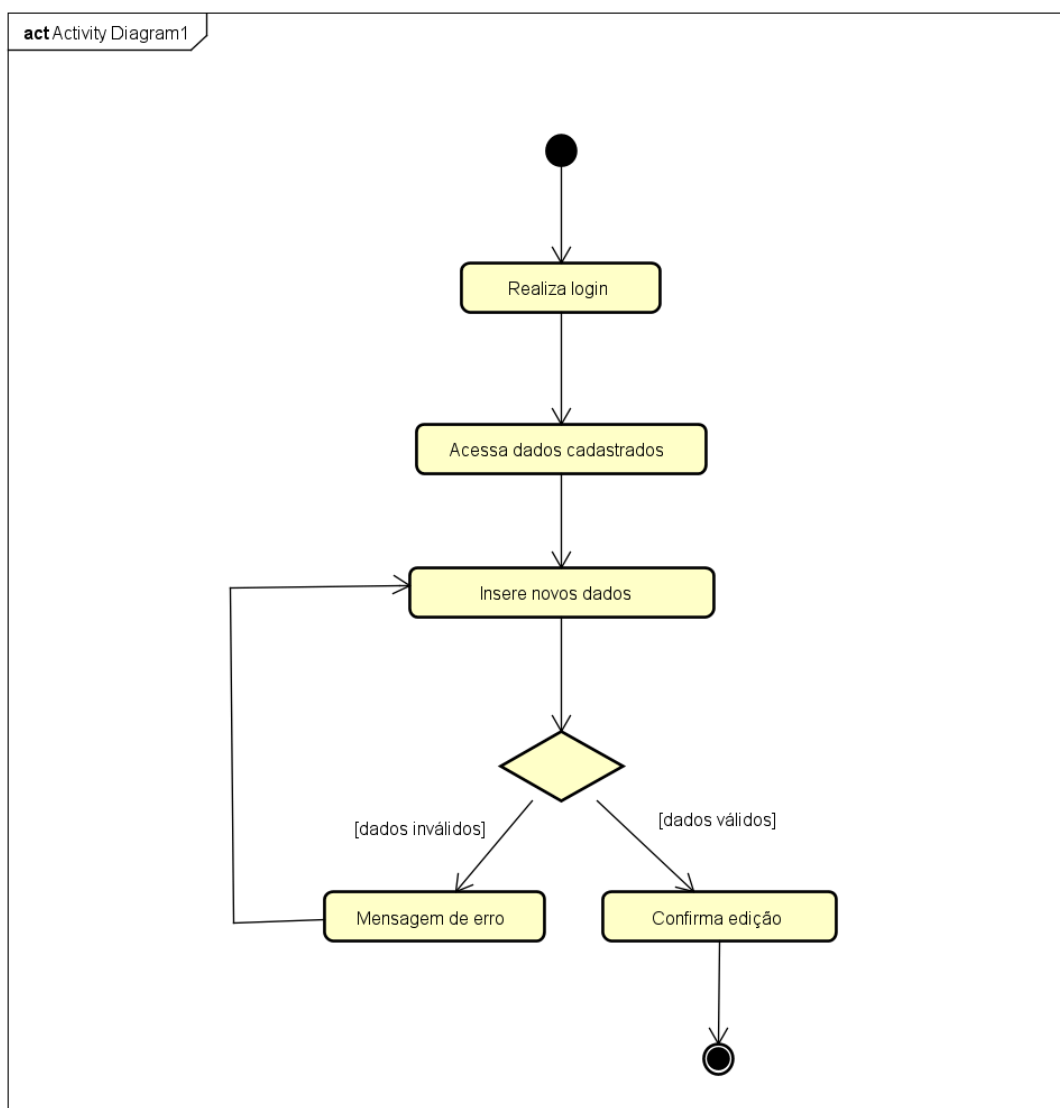 act Activity Diagram1
Realiza login
Acessa dados cadastrados
Insere novos dados
[dados inválidos]
[dados válidos]
Mensagem de erro
Confirma edição